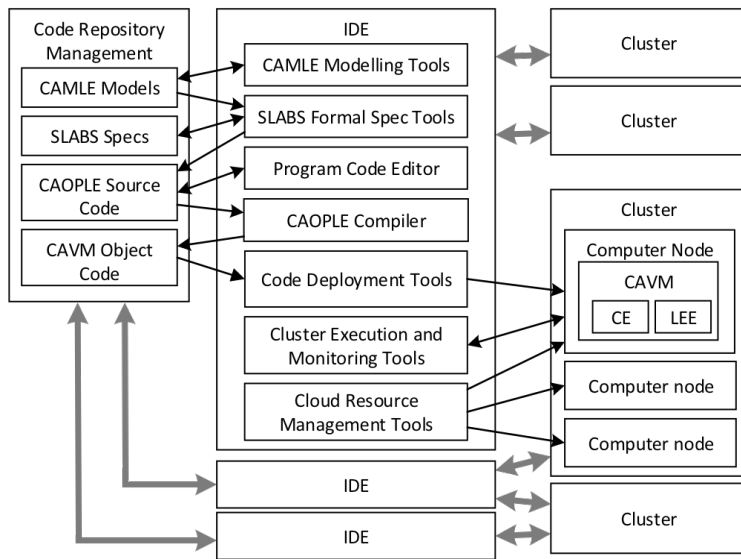 Code Repository
Management
CAMLE Models
SLABS Specs
CAOPLE Source
Code
CAVM Object
Code
IDE
CAMLE Modelling Tools
SLABS Formal Spec Tools
Program Code Editor
CAOPLE Compiler
Code Deployment Tools
Cluster Execution and
Monitoring Tools
Cloud Resource
Management Tools
IDE
IDE
Cluster
Cluster
Cluster
Computer Node
CAVM
CE
LEE
Computer node
Computer node
Cluster